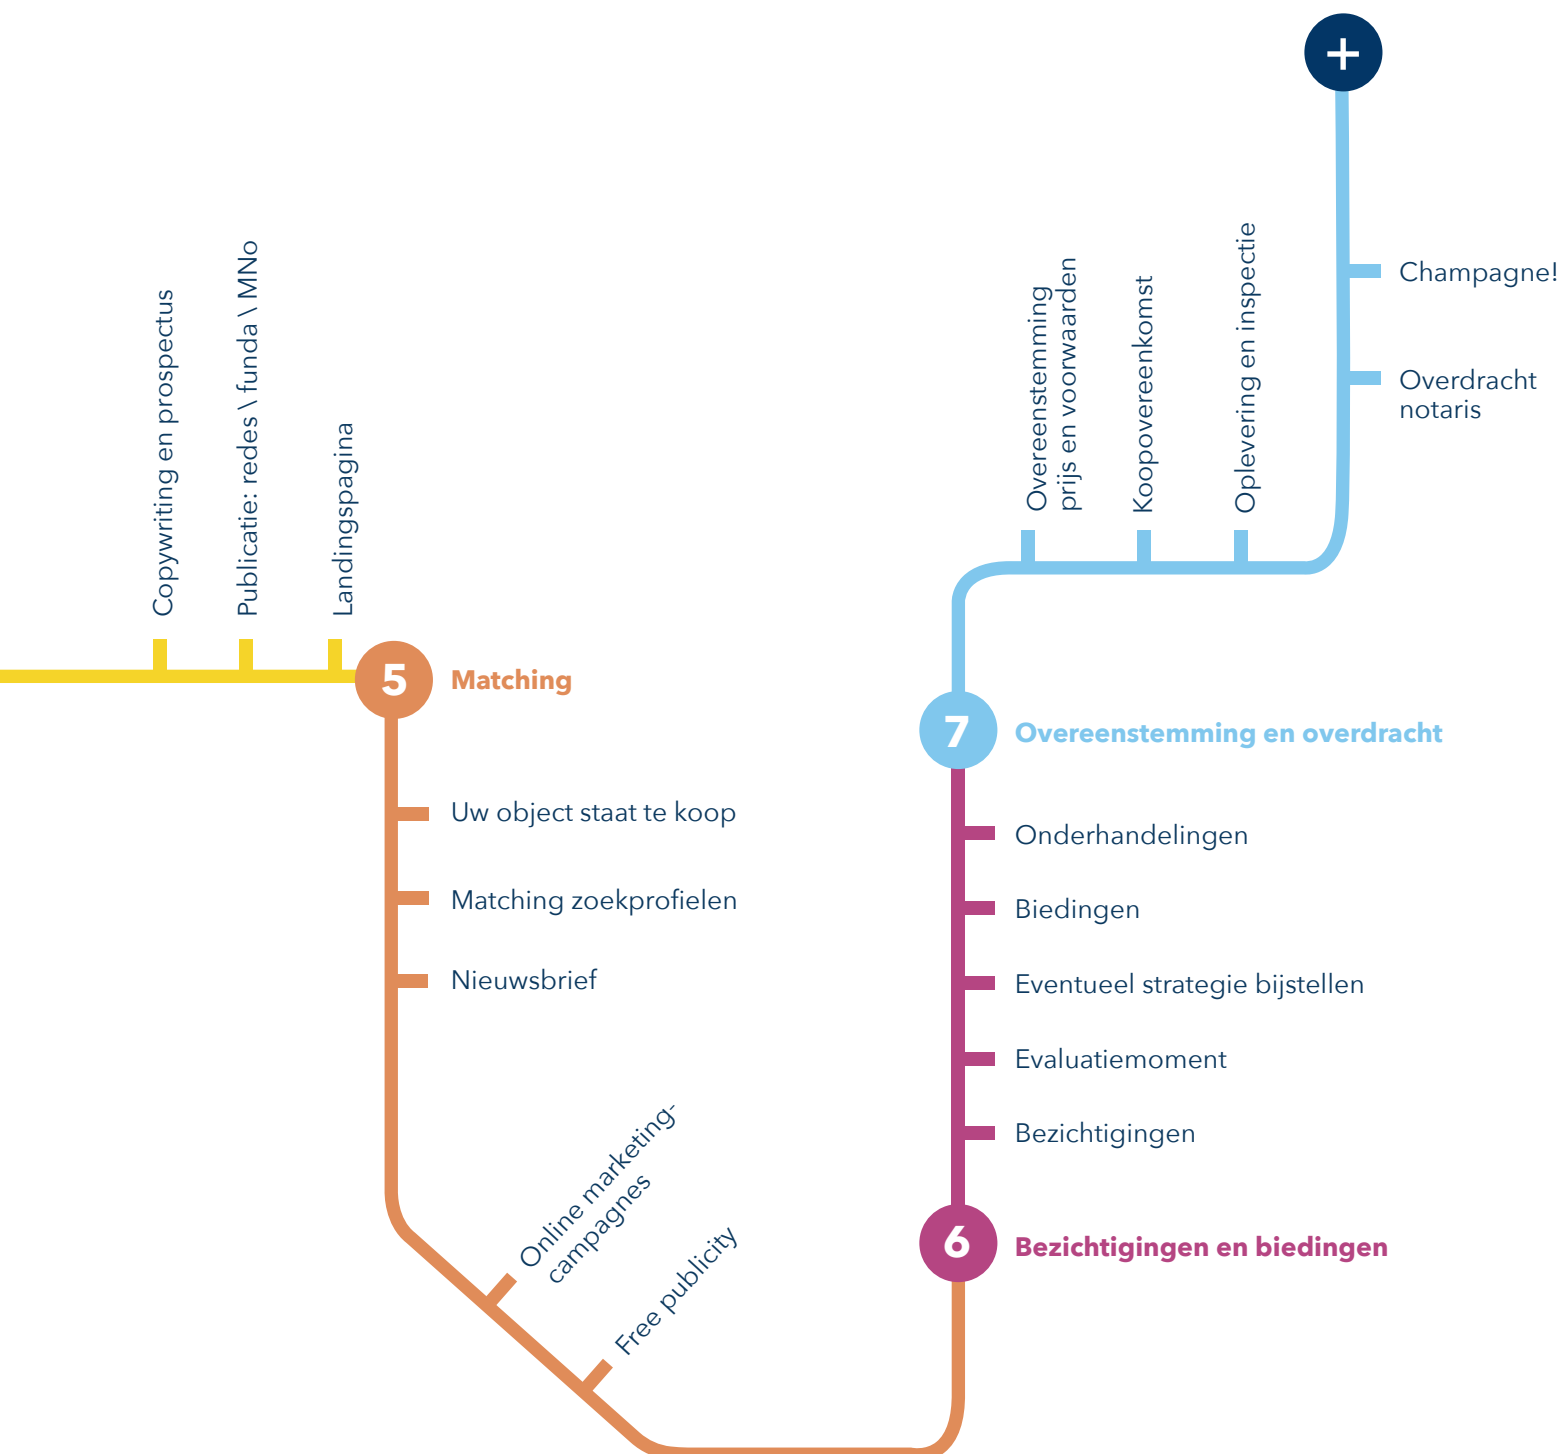 Copywriting en prospectus
Publicatie: redes \ funda \ MNo
Landingspagina
5
Matching
Uw object staat te koop
Matching zoekprofielen
Nieuwsbrief
Online marketing-
campagnes
Free publicity
6
Bezichtigingen en biedingen
Bezichtigingen
Evaluatiemoment
Eventueel strategie bijstellen
Biedingen
Onderhandelingen
7
Overeenstemming en overdracht
Overeenstemming
prijs en voorwaarden
Koopovereenkomst
Oplevering en inspectie
Overdracht
notaris
Champagne!
+